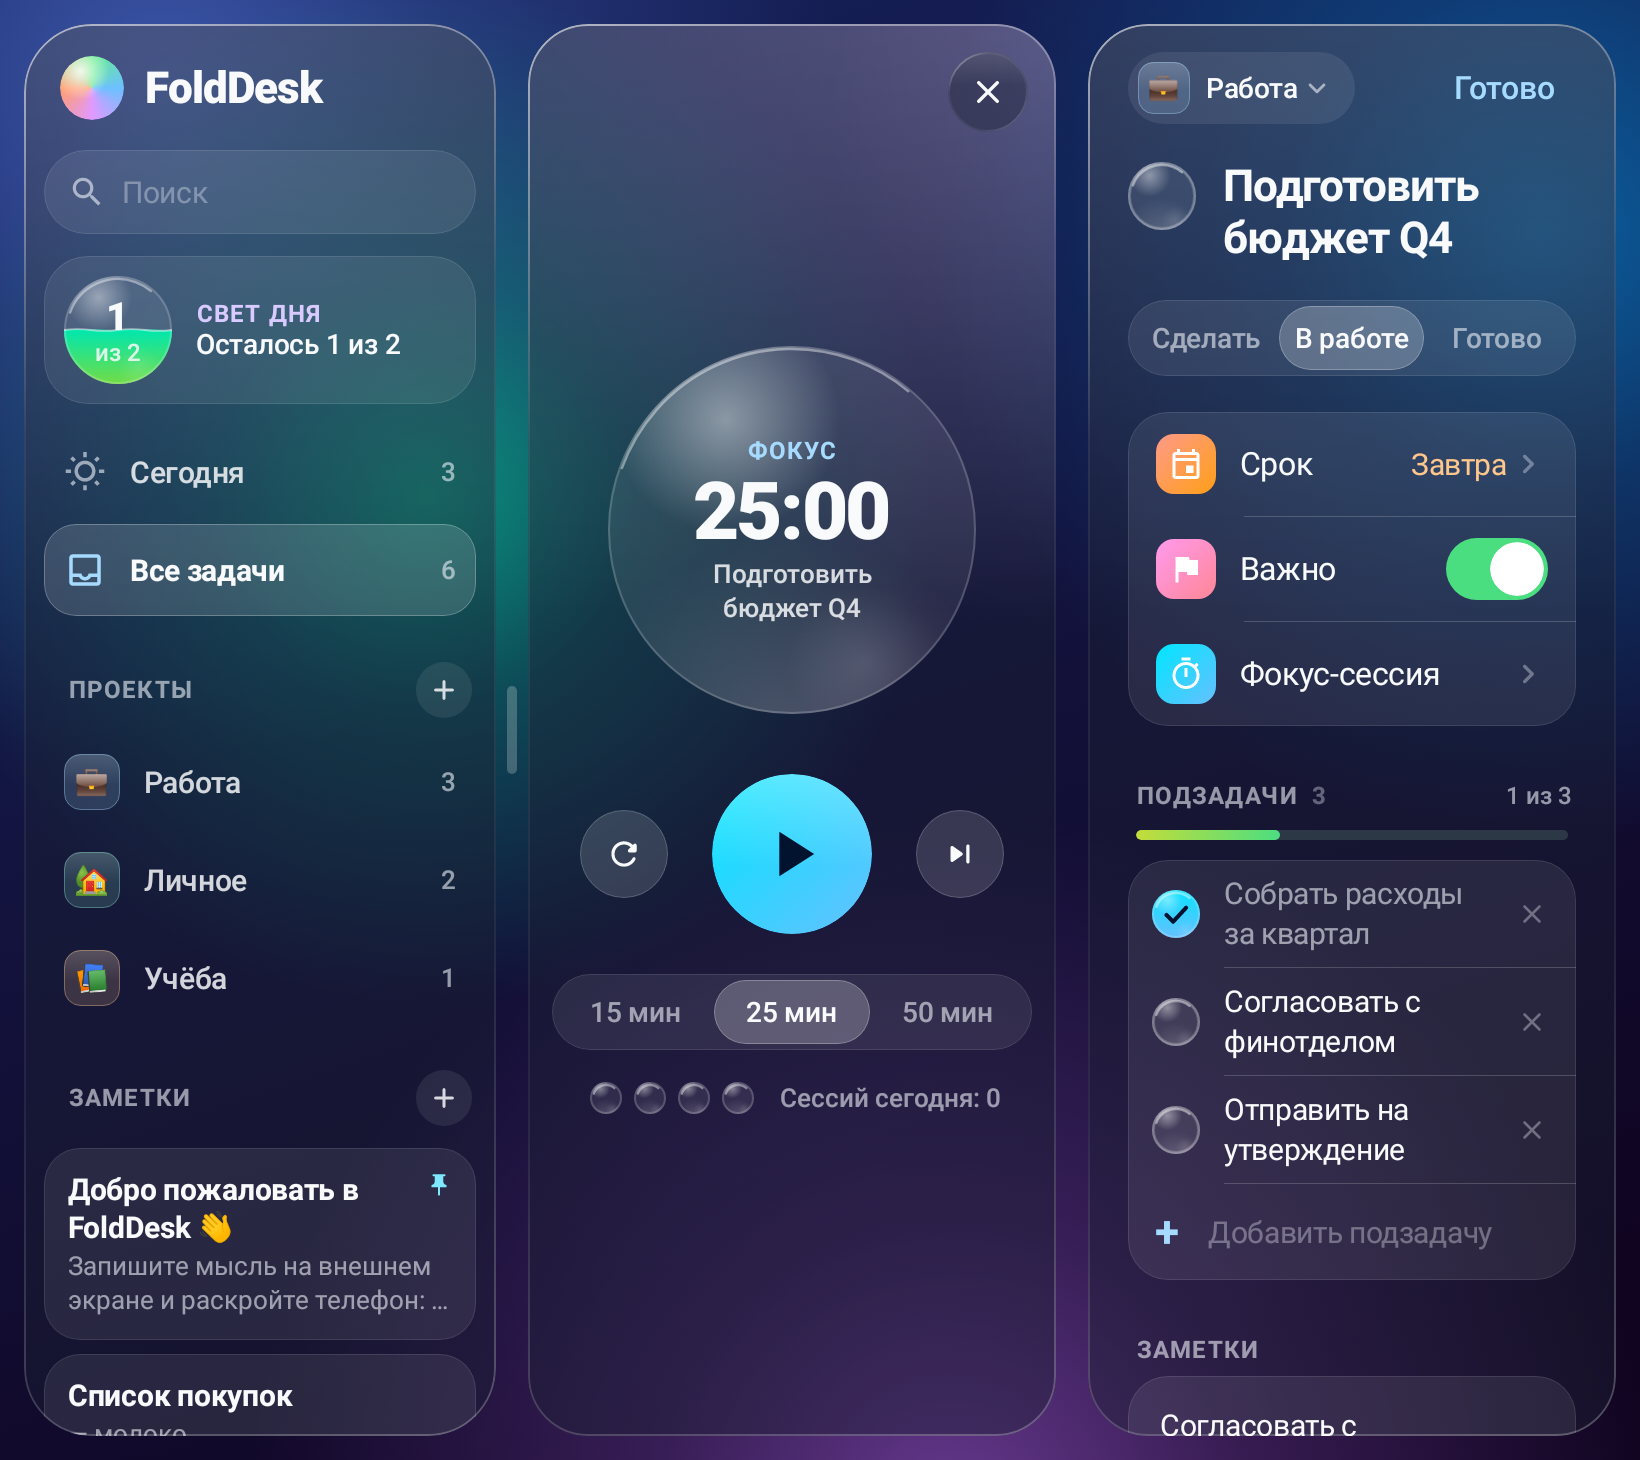 FoldDesk
Поиск
1
из 2
СВЕТ ДНЯ
Осталось 1 из 2
Сегодня
3
Все задачи
6
ПРОЕКТЫ
Работа
3
Личное
2
Учёба
1
ЗАМЕТКИ
Добро пожаловать в
FoldDesk 👋
Запишите мысль на внешнем
экране и раскройте телефон: ...
Список покупок
– молоко
ФОКУС
25:00
Подготовить
бюджет Q4
15 мин
25 мин
50 мин
Сессий сегодня: 0
Работа
Готово
Подготовить
бюджет Q4
Сделать
В работе
Готово
Срок
Завтра
Важно
Фокус-сессия
ПОДЗАДАЧИ 3
1 из 3
Собрать расходы
за квартал
Согласовать с
финотделом
Отправить на
утверждение
Добавить подзадачу
ЗАМЕТКИ
Согласовать с